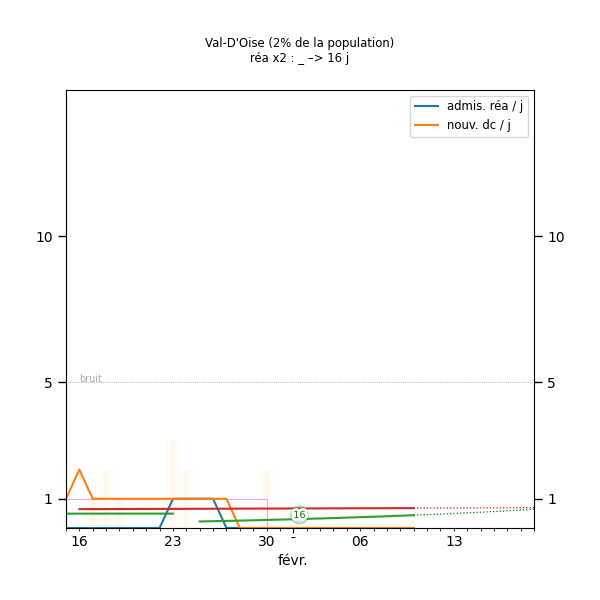 Val-D'Oise (2% de la population)
réa x2 : _ –> 16 j
admis. réa / j
nouv. dc / j
10 10
bruit
5 5
1 1
16
16 23 30 - 06 13
févr.